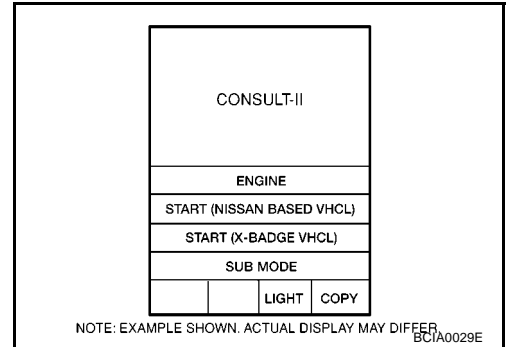 CONSULT-II
ENGINE
START (NISSAN BASED VHCL)
START (X-BADGE VHCL)
SUB MODE
LIGHT COPY
NOTE: EXAMPLE SHOWN. ACTUAL DISPLAY MAY DIFFER.
BCIA0029E